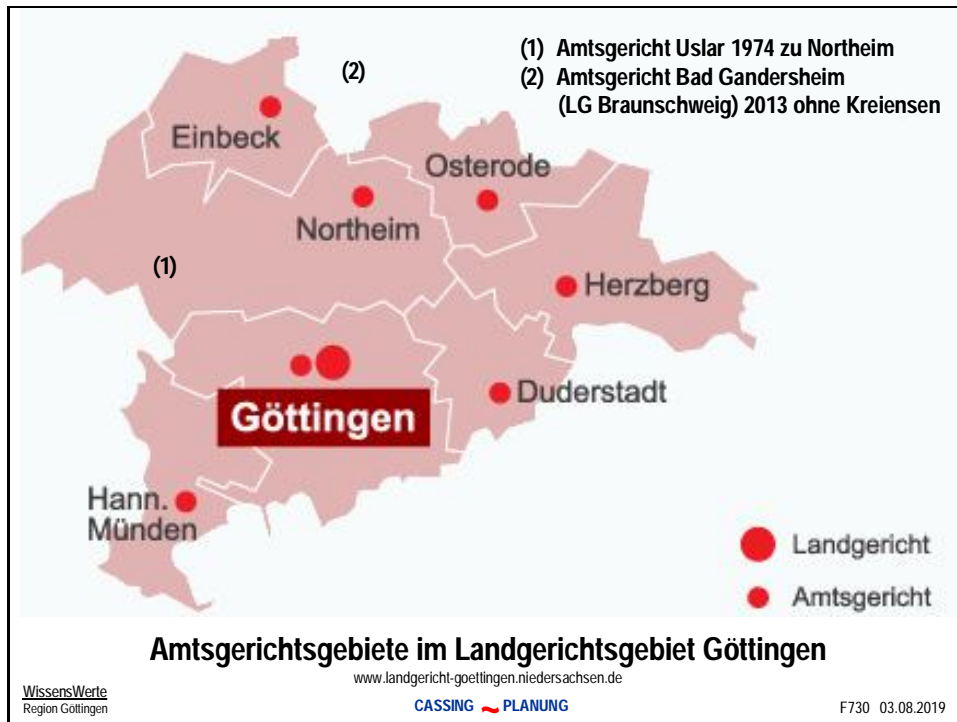 (1) Amtsgericht Uslar 1974 zu Northeim
(2) Amtsgericht Bad Gandersheim
(LG Braunschweig) 2013 ohne Kreiensen
(2)
Einbeck
Osterode
Northeim
(1)
Herzberg
Duderstadt
Göttingen
Hann.
Münden
Landgericht
Amtsgericht
Amtsgerichtsgebiete im Landgerichtsgebiet Göttingen
www.landgericht-goettingen.niedersachsen.de
WissensWerte
Region Göttingen
CASSING ~ PLANUNG
F730 03.08.2019